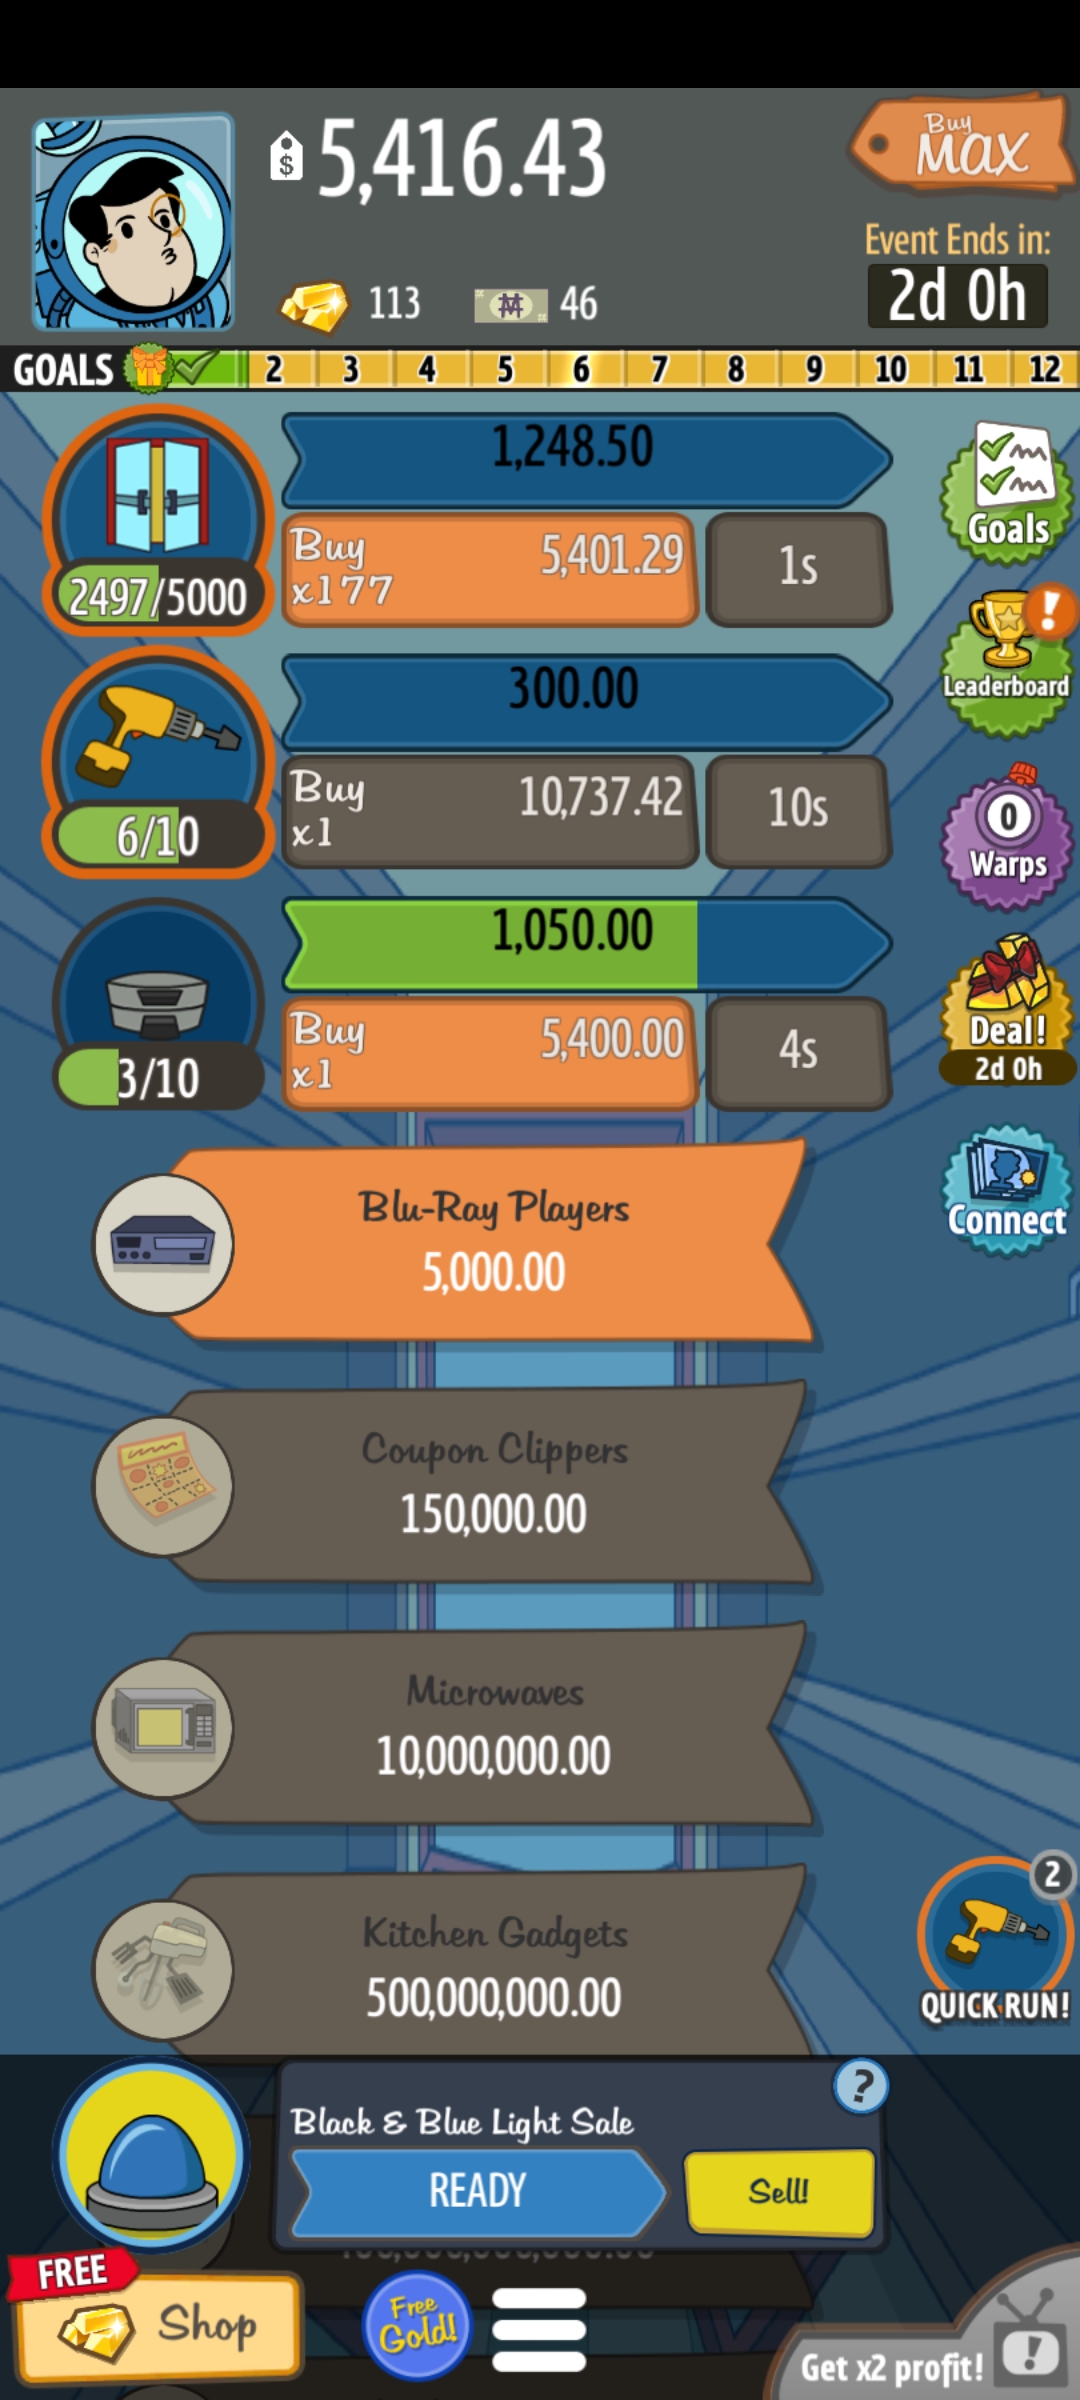 $ 5,416.43
Buy
MAX
Event Ends in:
2d 0h
113
46
GOALS 2 3 4 5 6 7 8 9 10 11 12
1,248.50
Buy
x177
5,401.29
1s
2497/5000
Goals
Leaderboard
300.00
Buy
x1
10,737.42
10s
6/10
0
Warps
1,050.00
Buy
x1
5,400.00
4s
3/10
Deal!
2d 0h
Connect
Blu-Ray Players
5,000.00
Coupon Clippers
150,000.00
Microwaves
10,000,000.00
Kitchen Gadgets
500,000,000.00
2
QUICK RUN!
?
Black & Blue Light Sale
READY
Sell!
FREE
Shop
Free
Gold!
Get x2 profit!